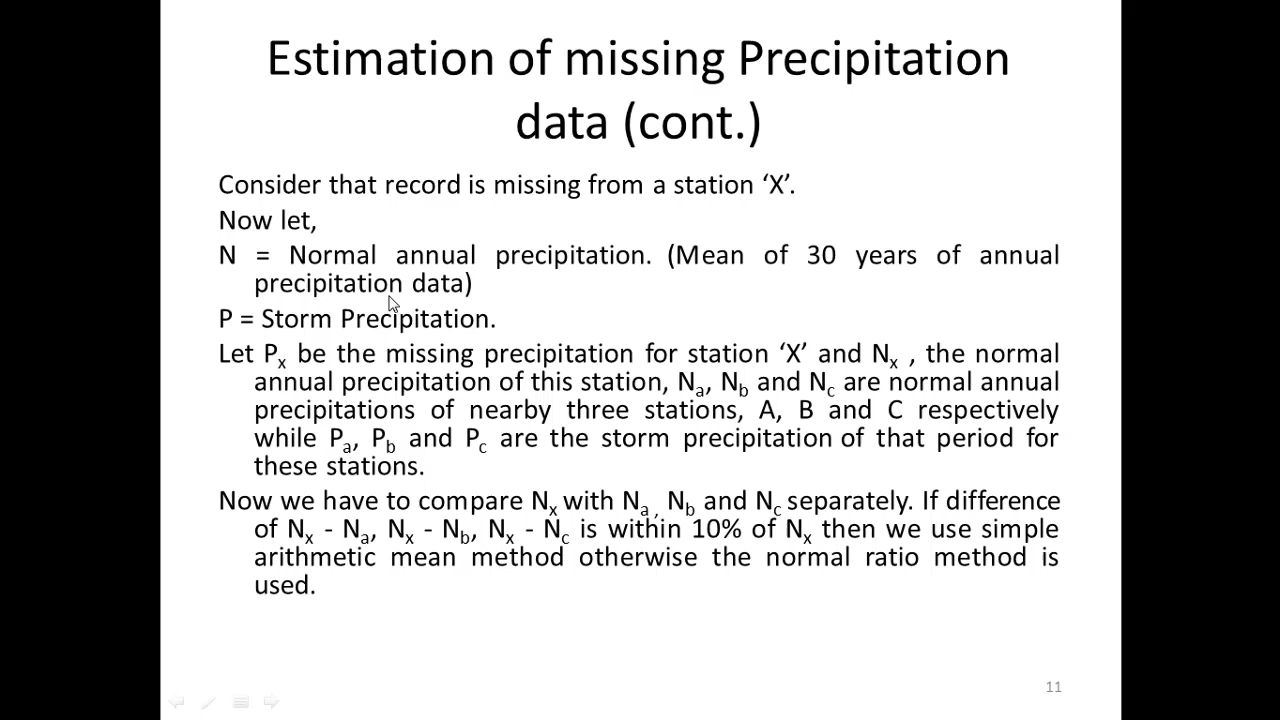 Estimation of missing Precipitation
data (cont.)
Consider that record is missing from a station ‘X’.
Now let,
N = Normal annual precipitation. (Mean of 30 years of annual
precipitation data)
P = Storm Precipitation.
Let Px be the missing precipitation for station ‘X’ and Nx , the normal
annual precipitation of this station, Na, Nb and Nc are normal annual
precipitations of nearby three stations, A, B and C respectively
while Pa, Pb and Pc are the storm precipitation of that period for
these stations.
Now we have to compare Nx with Na , Nb and Nc separately. If difference
of Nx - Na, Nx - Nb, Nx - Nc is within 10% of Nx then we use simple
arithmetic mean method otherwise the normal ratio method is
used.
11